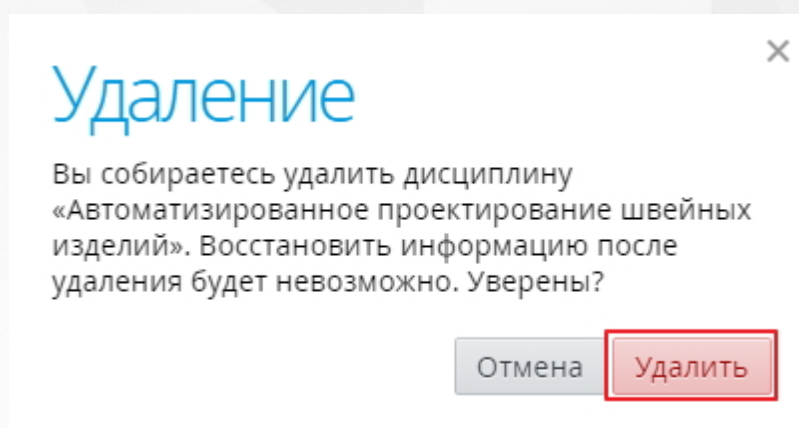 Удаление
Вы собираетесь удалить дисциплину
«Автоматизированное проектирование швейных
изделий». Восстановить информацию после
удаления будет невозможно. Уверены?
Отмена Удалить